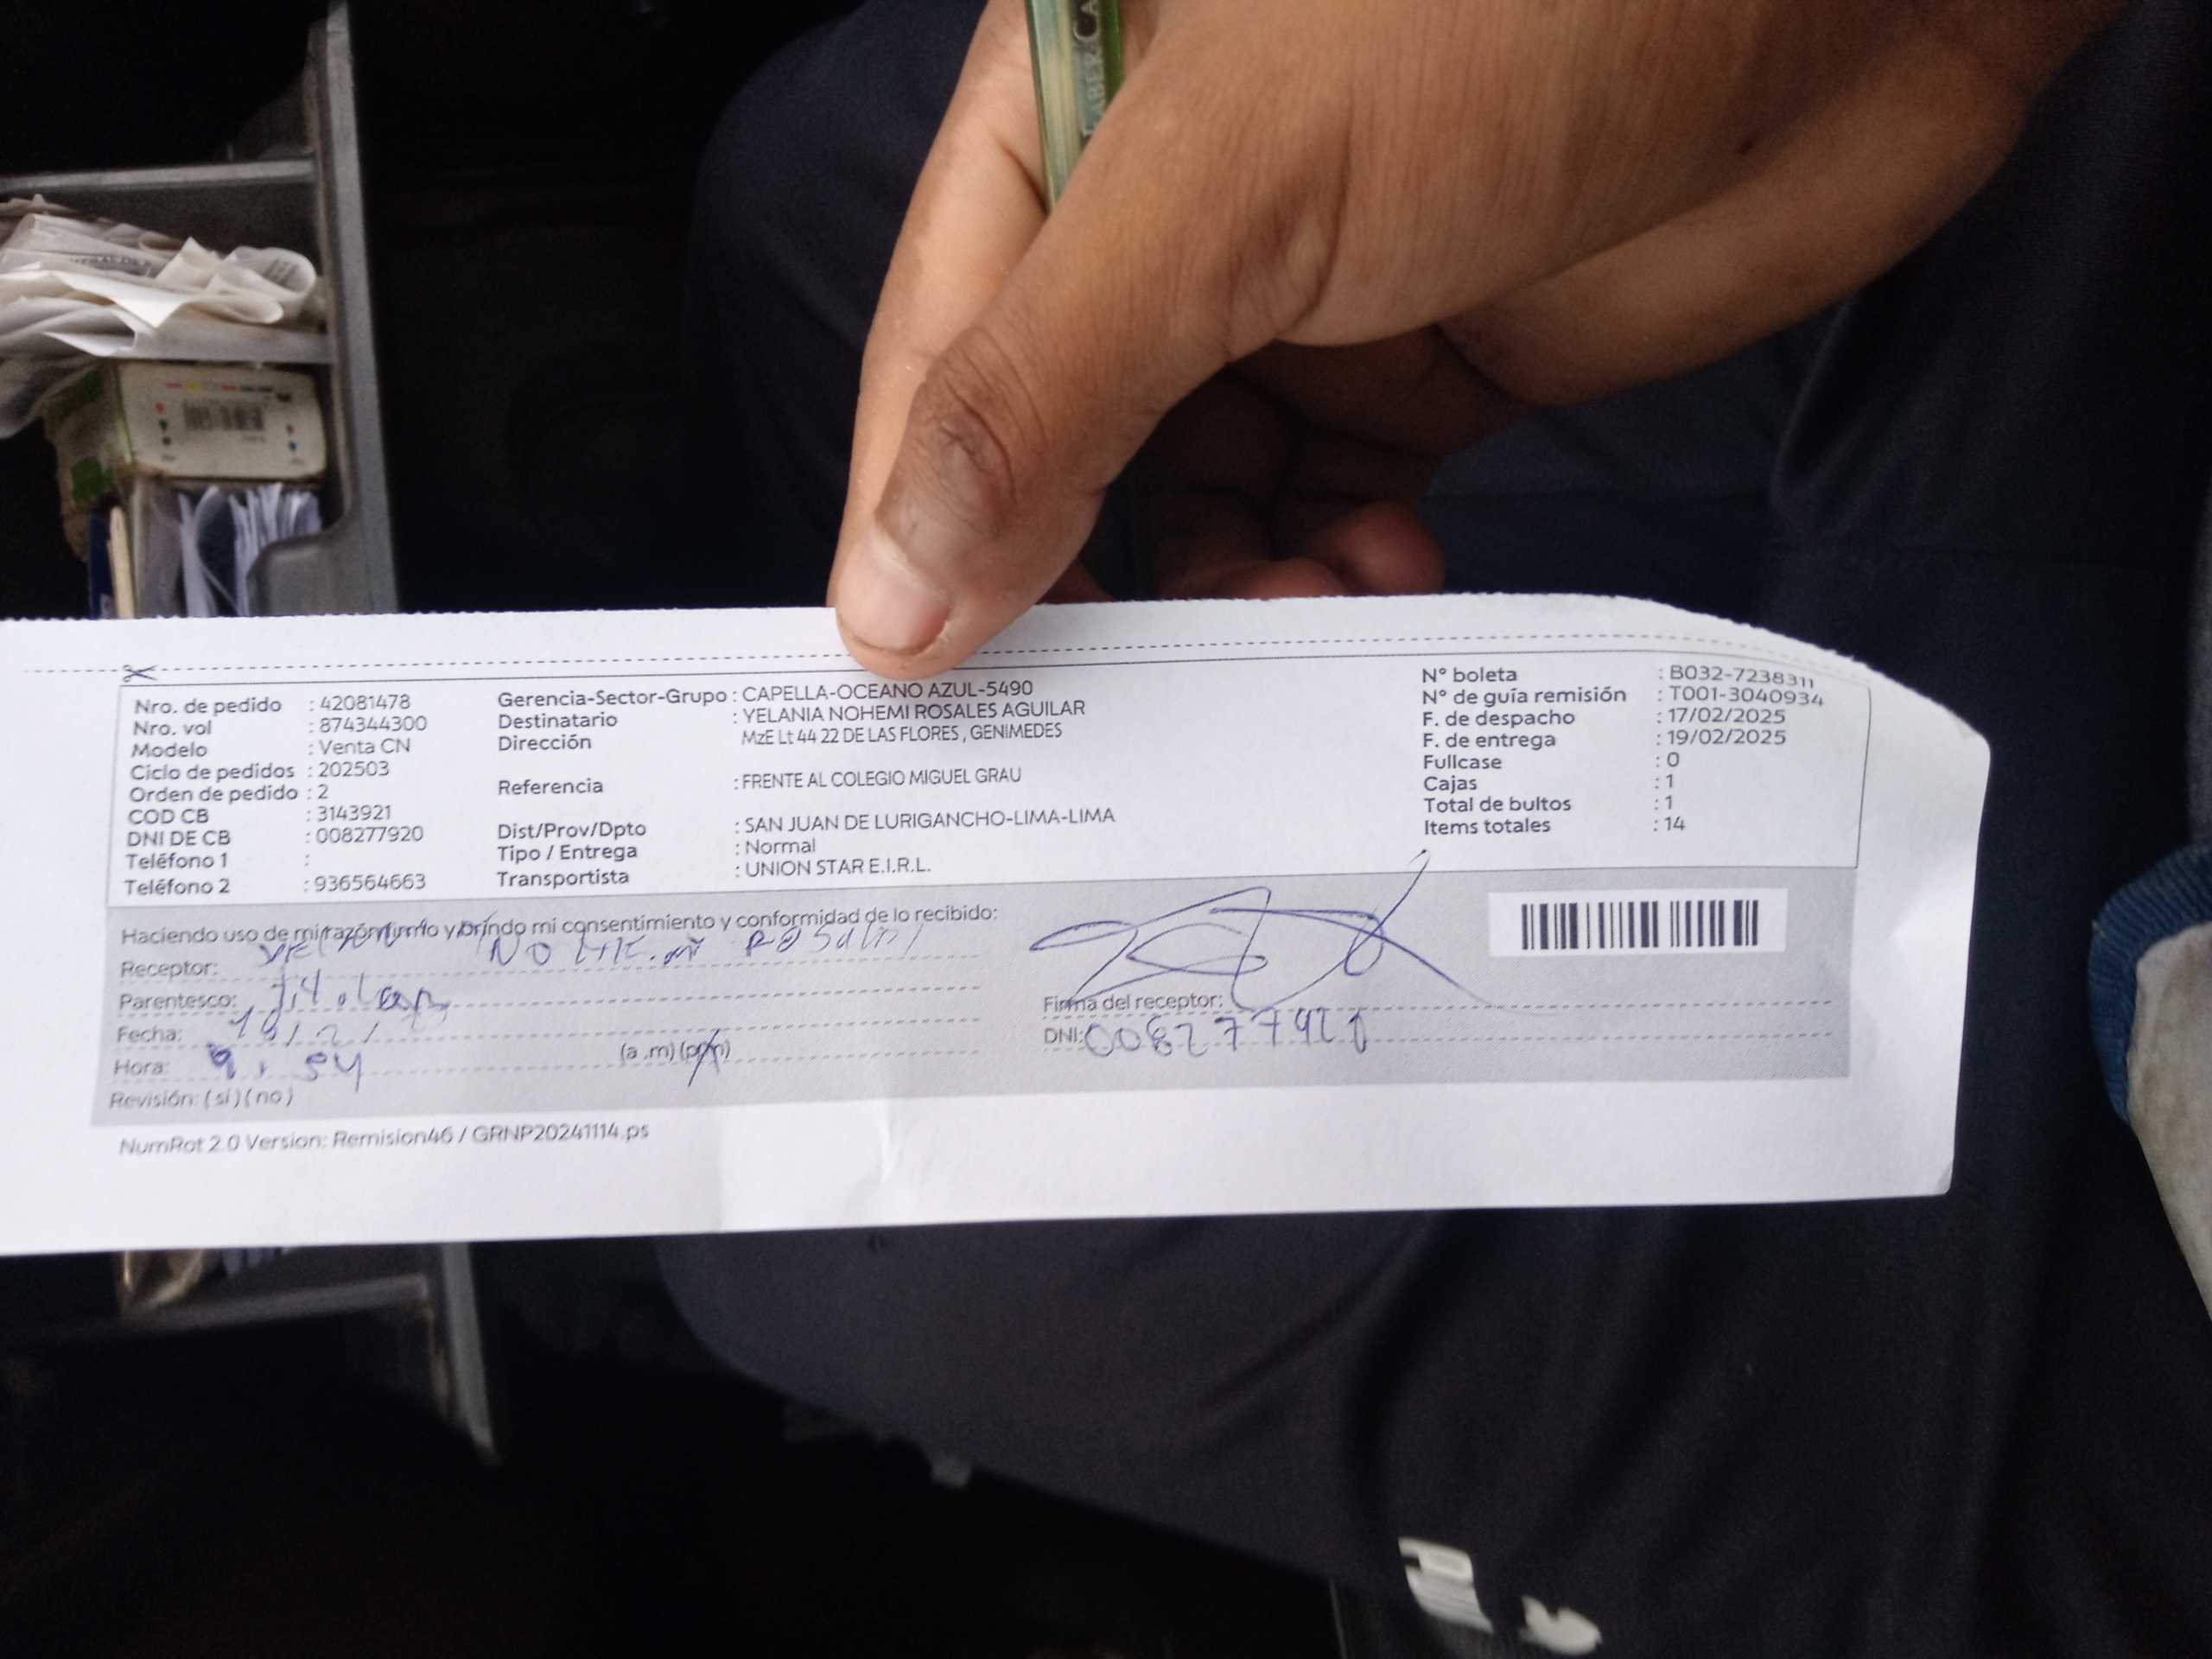 FABER-CA
Nro. de pedido : 42081478
Nro. vol : 874344300
Modelo : Venta CN
Ciclo de pedidos : 202503
Orden de pedido : 2
COD CB : 3143921
DNI DE CB : 008277920
Teléfono 1 :
Teléfono 2 : 936564663
Gerencia-Sector-Grupo : CAPELLA-OCEANO AZUL-5490
Destinatario : YELANIA NOHEMI ROSALES AGUILAR
Dirección MzE Lt 44 22 DE LAS FLORES , GENIMEDES
Referencia : FRENTE AL COLEGIO MIGUEL GRAU
Dist/Prov/Dpto : SAN JUAN DE LURIGANCHO-LIMA-LIMA
Tipo / Entrega : Normal
Transportista : UNION STAR E.I.R.L.
N° boleta : B032-7238311
N° de guía remisión : T001-3040934
F. de despacho : 17/02/2025
F. de entrega : 19/02/2025
Fullcase : 0
Cajas : 1
Total de bultos : 1
Items totales : 14
Haciendo uso de mi razón mimo y brindo mi consentimiento y conformidad de lo recibido:
Receptor:
Parentesco: titular
Fecha:
Hora: 9: 54 (a .m) (p.m)
Revisión: ( si ) ( no )
Firma del receptor:
DNI:
NumRot 2.0 Version: Remision46 / GRNP20241114.ps